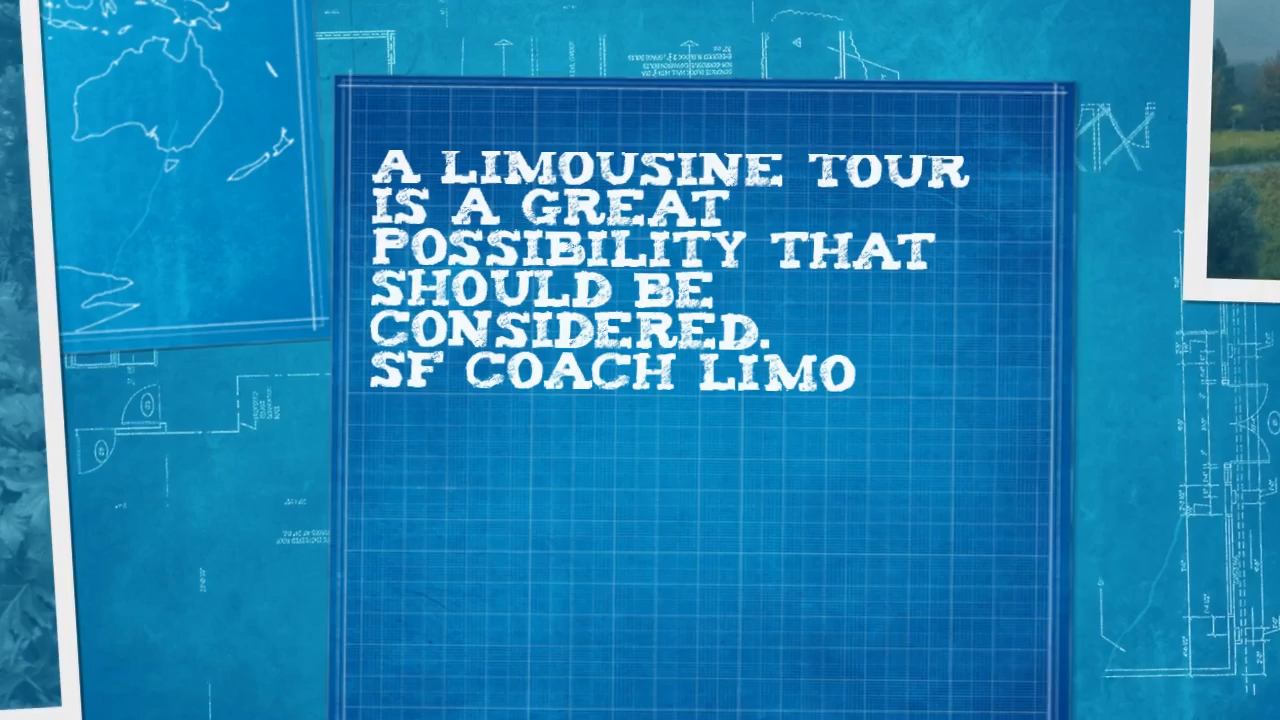 A LIMOUSINE TOUR
IS A GREAT
POSSIBILITY THAT
SHOULD BE
CONSIDERED.
SF COACH LIMO